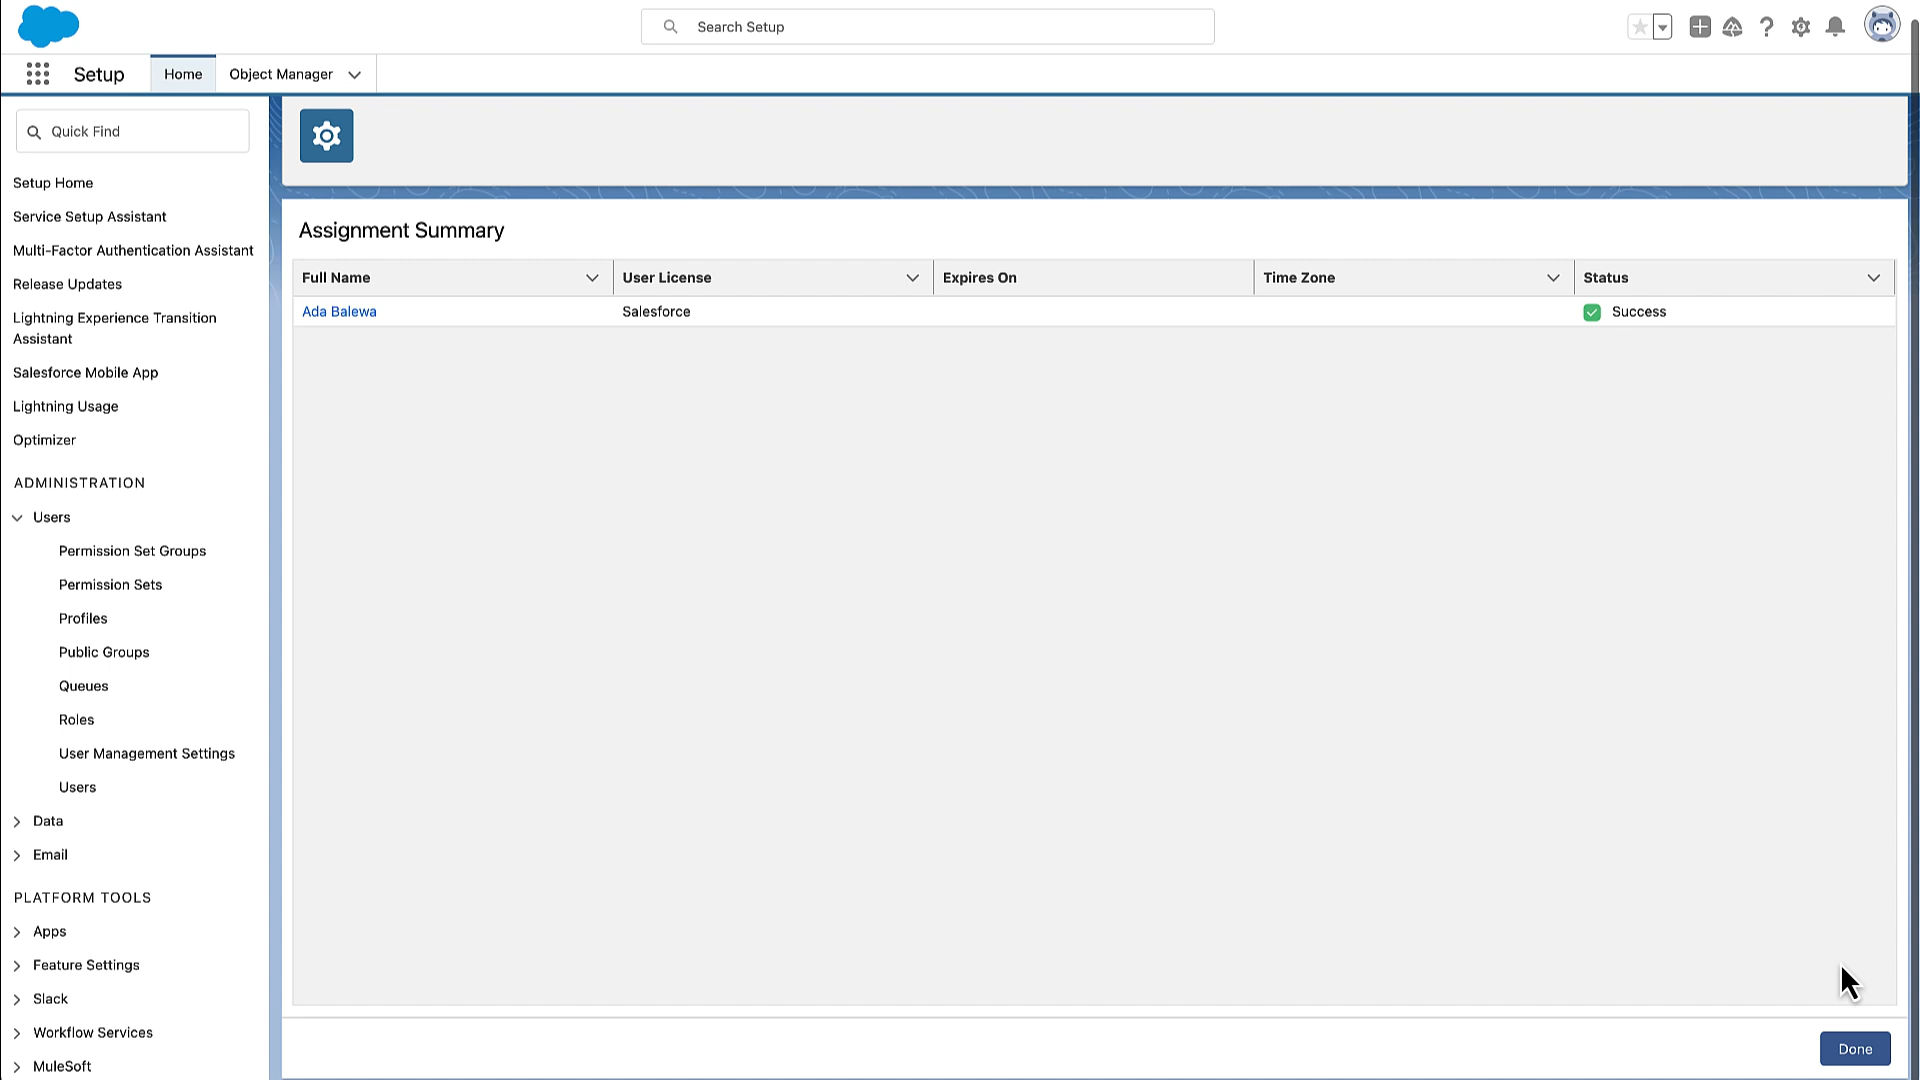 Search Setup
Setup
Home
Object Manager
Quick Find
Setup Home
Service Setup Assistant
Multi-Factor Authentication Assistant
Release Updates
Lightning Experience Transition
Assistant
Salesforce Mobile App
Lightning Usage
Optimizer
ADMINISTRATION
Users
Permission Set Groups
Permission Sets
Profiles
Public Groups
Queues
Roles
User Management Settings
Users
Data
Email
PLATFORM TOOLS
Apps
Feature Settings
Slack
Workflow Services
MuleSoft
Assignment Summary
Full Name User License Expires On Time Zone Status
Ada Balewa Salesforce Success
Done